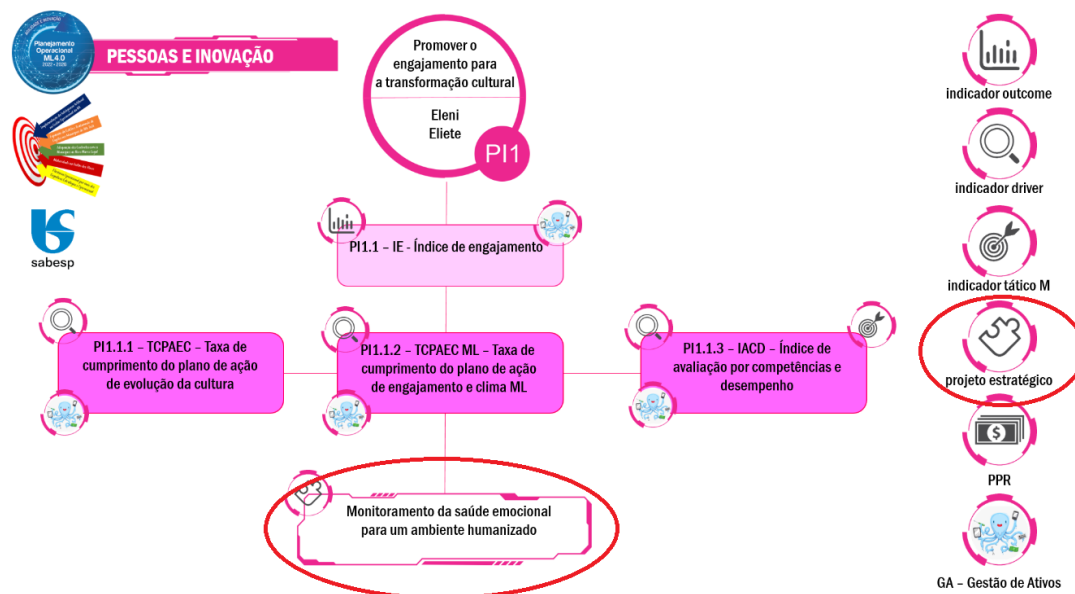 Planejamento
Operacional
ML4.0
PESSOAS E INOVAÇÃO
sabesp
Promover o
engajamento para
a transformação cultural
Eleni
Eliete
PI1
PI1.1 – IE - Índice de engajamento
PI1.1.1 – TCPAEC – Taxa de
cumprimento do plano de ação
de evolução da cultura
PI1.1.2 – TCPAEC ML – Taxa de
cumprimento do plano de ação
de engajamento e clima ML
PI1.1.3 – IACD – Índice de
avaliação por competências e
desempenho
Monitoramento da saúde emocional
para um ambiente humanizado
indicador outcome
indicador driver
indicador tático M
projeto estratégico
$
PPR
GA – Gestão de Ativos